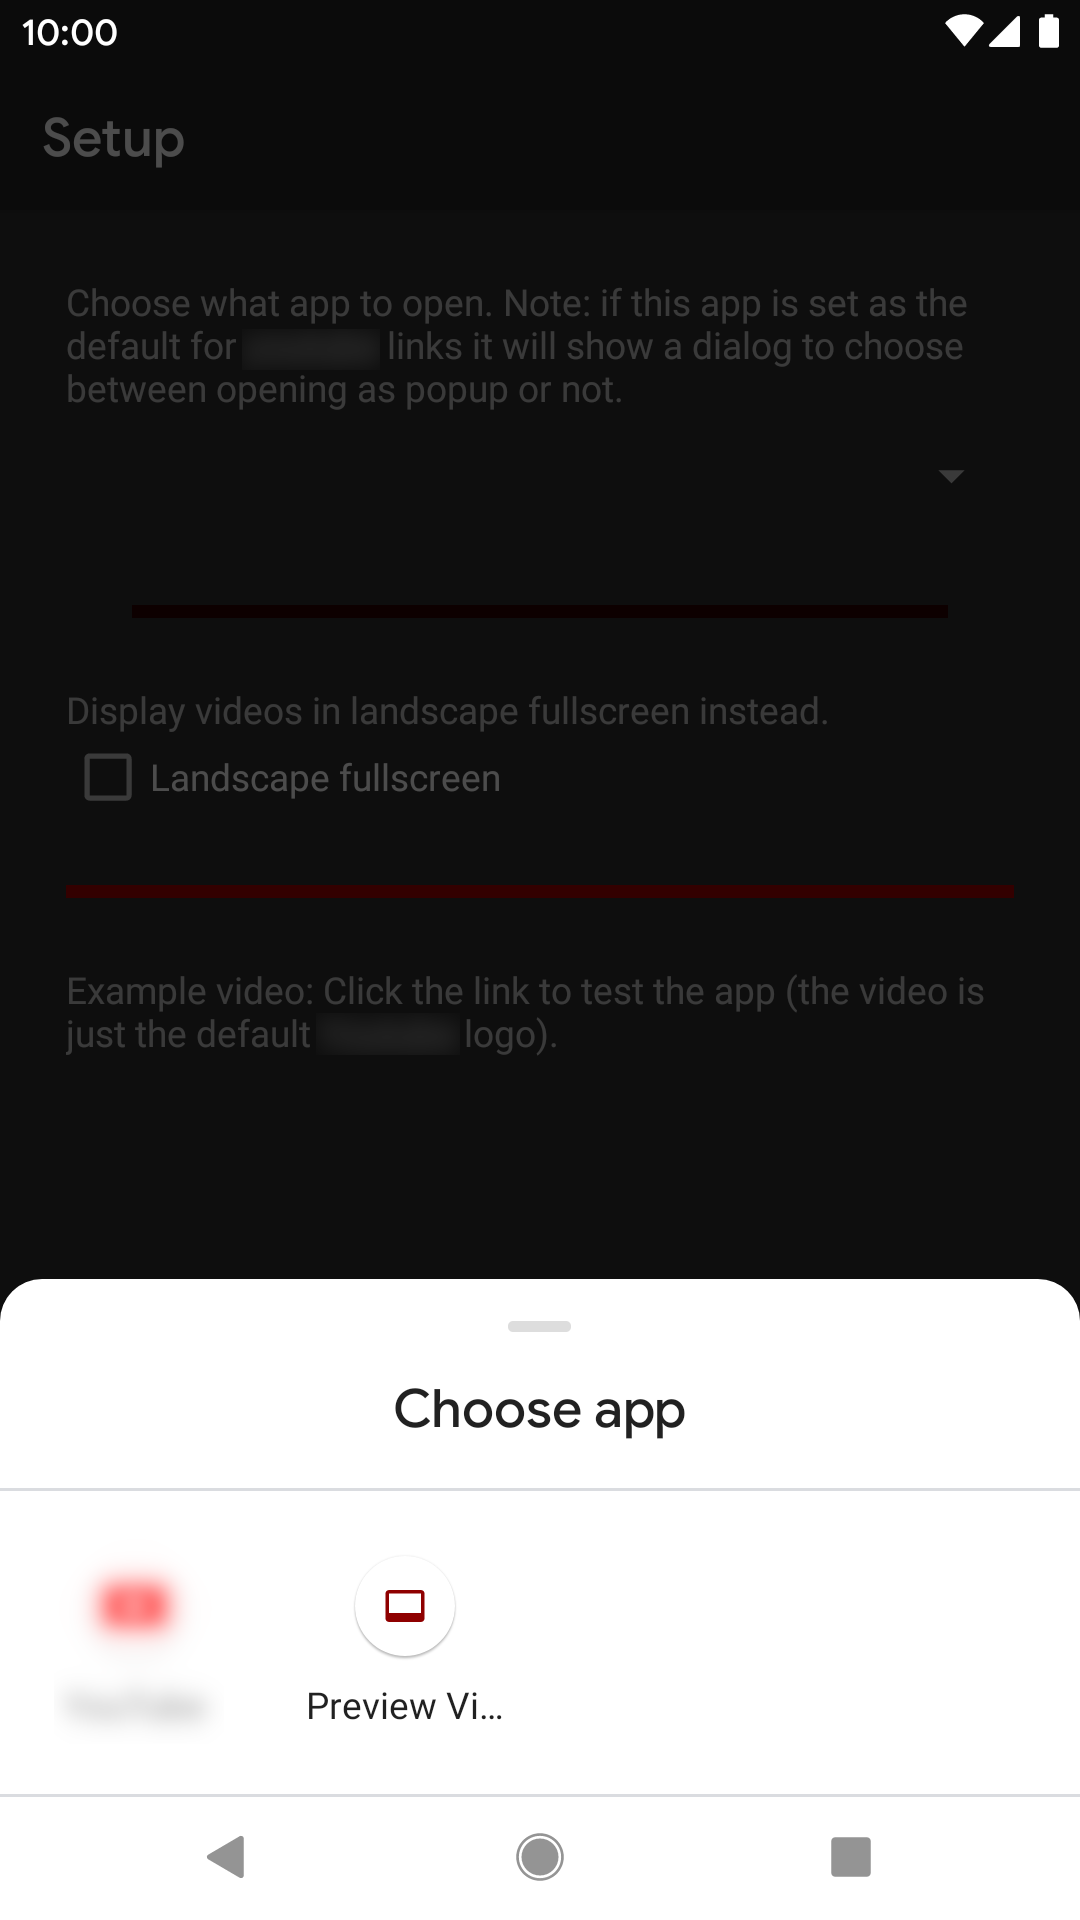 10:00
Setup
Choose what app to open. Note: if this app is set as the
default for links it will show a dialog to choose
between opening as popup or not.
Display videos in landscape fullscreen instead.
Landscape fullscreen
Example video: Click the link to test the app (the video is
just the default logo).
Choose app
Preview Vi...